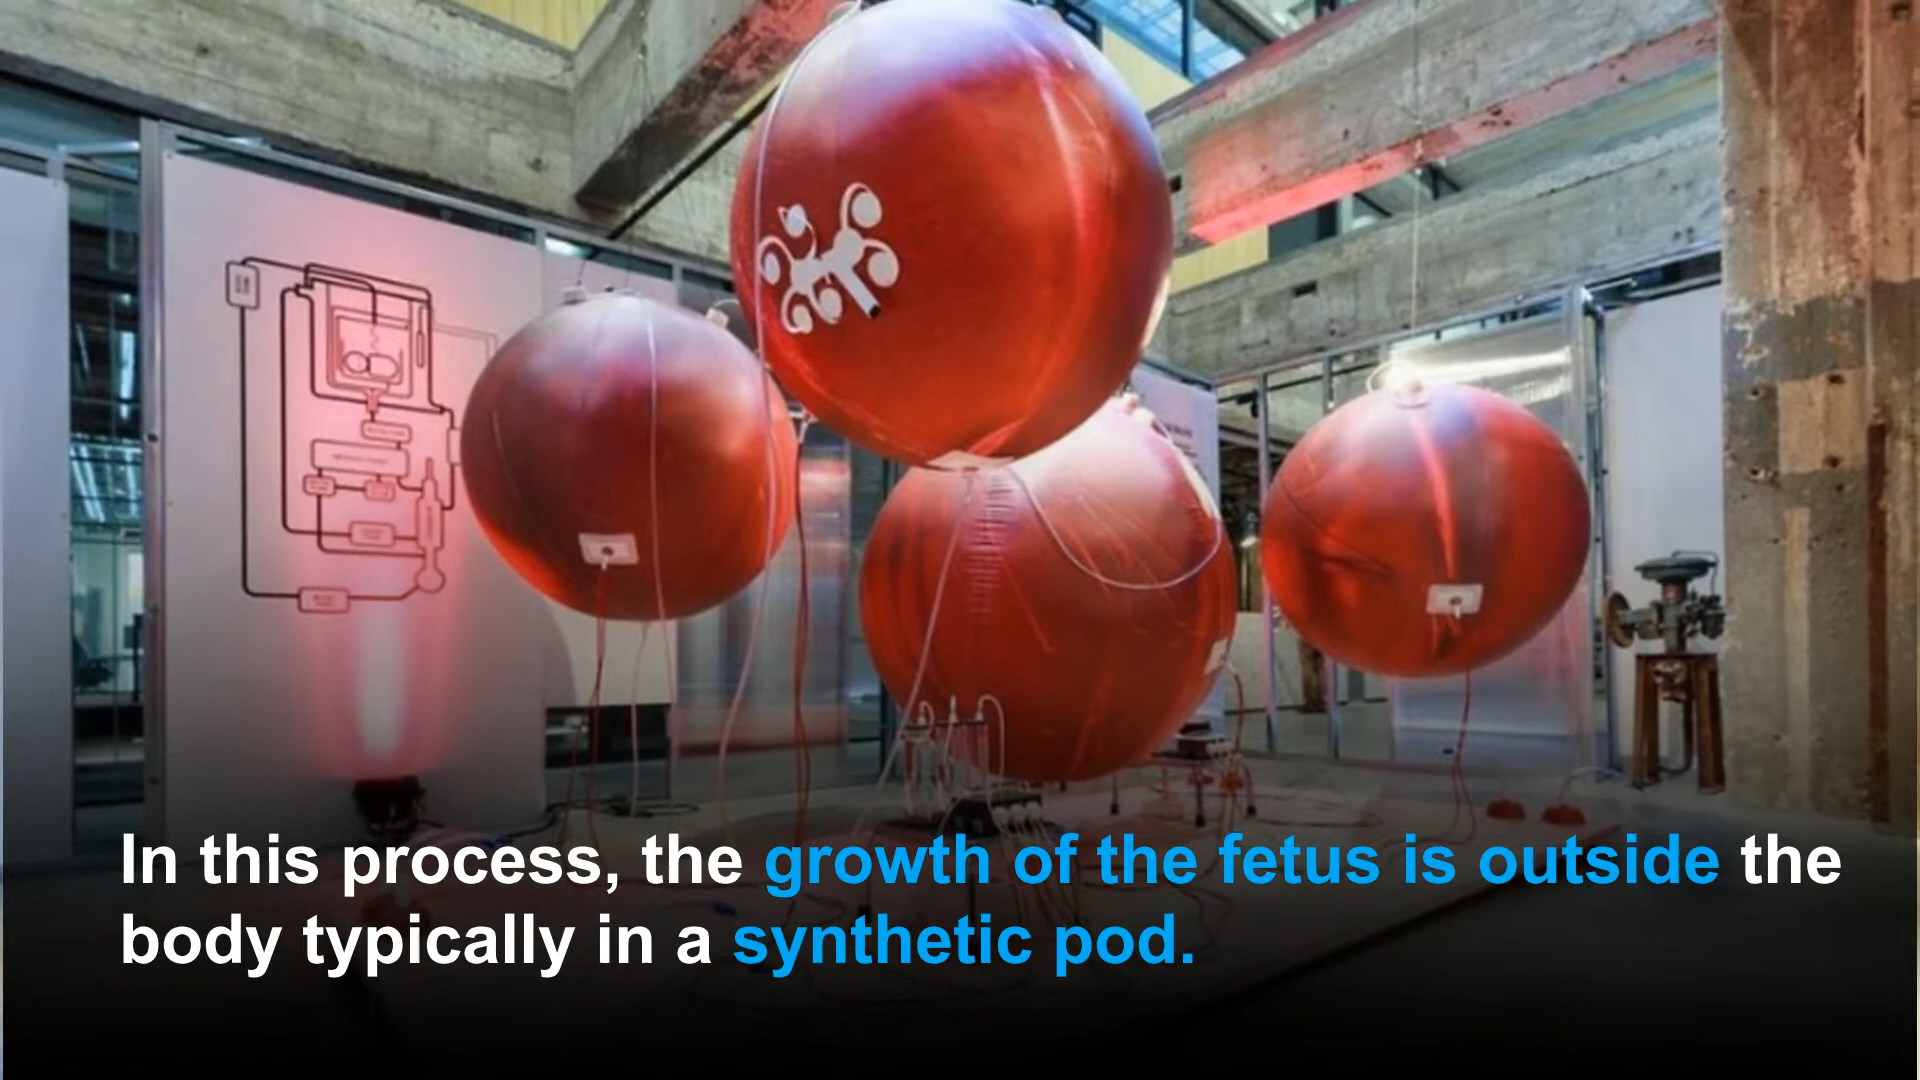 In this process, the growth of the fetus is outside the
body typically in a synthetic pod.